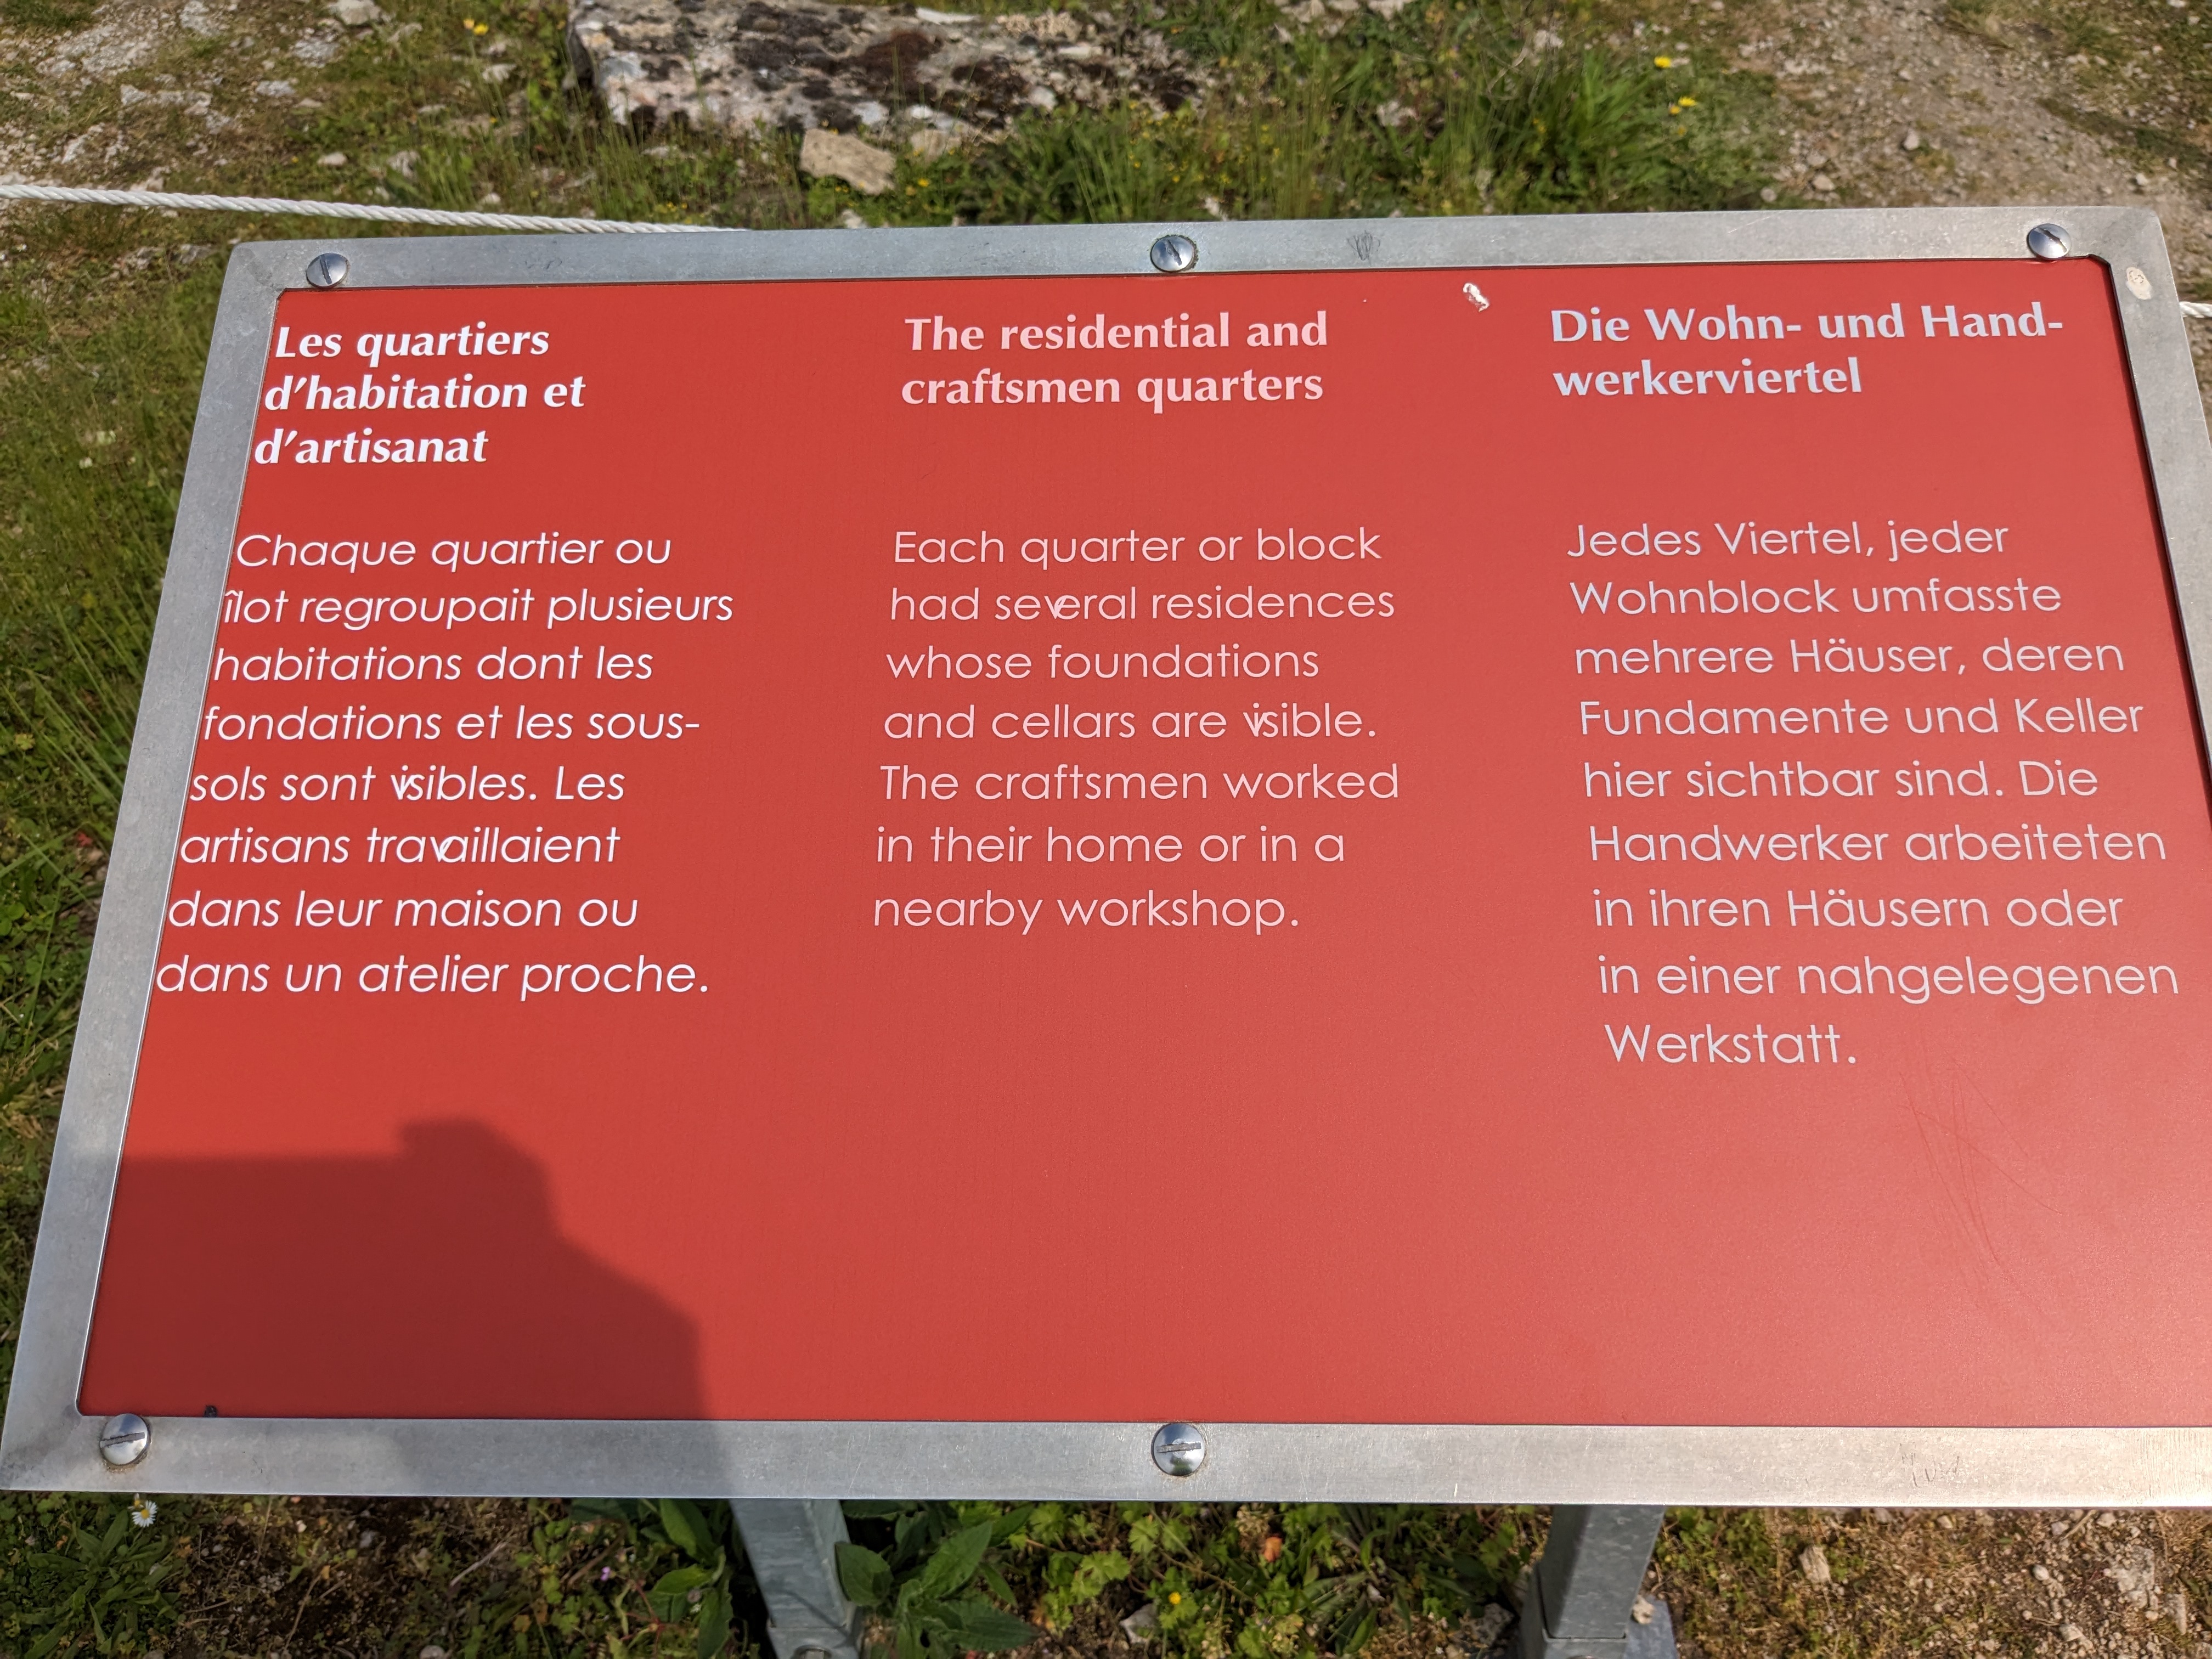 Les quartiers
d’habitation et
d’artisanat
Chaque quartier ou
îlot regroupait plusieurs
habitations dont les
fondations et les sous-
sols sont visibles. Les
artisans travaillaient
dans leur maison ou
dans un atelier proche.
The residential and
craftsmen quarters
Each quarter or block
had several residences
whose foundations
and cellars are visible.
The craftsmen worked
in their home or in a
nearby workshop.
Die Wohn- und Hand-
werkerviertel
Jedes Viertel, jeder
Wohnblock umfasste
mehrere Häuser, deren
Fundamente und Keller
hier sichtbar sind. Die
Handwerker arbeiteten
in ihren Häusern oder
in einer nahgelegenen
Werkstatt.